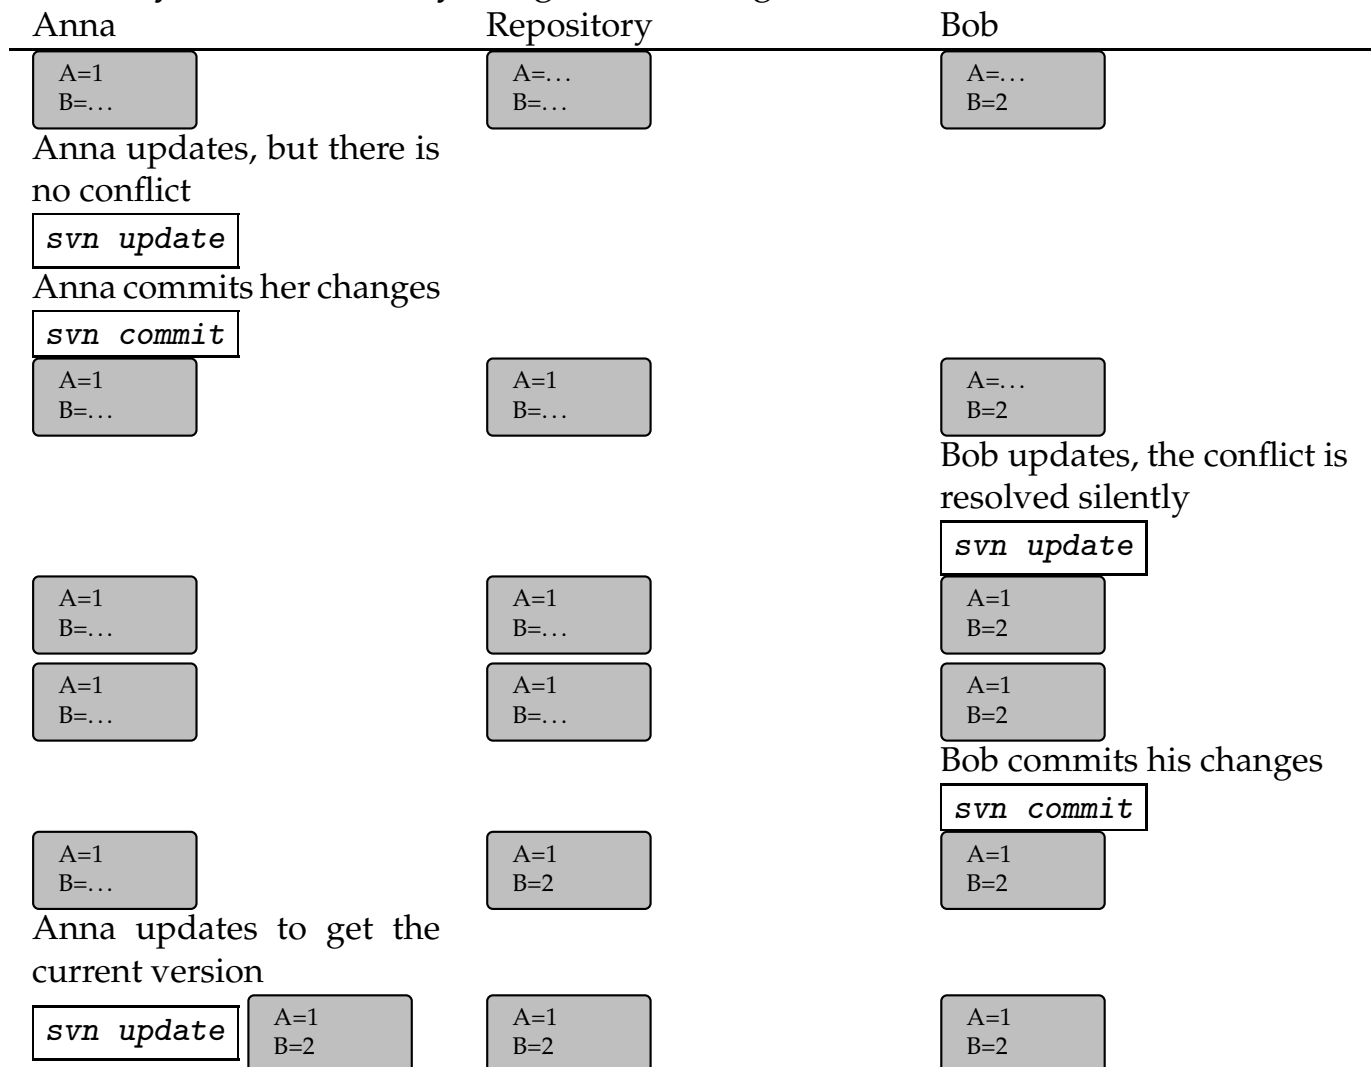 Anna Repository Bob
A=1 A=... A=...
B=... B=... B=2
Anna updates, but there is
no conflict
svn update
Anna commits her changes
svn commit
A=1 A=1 A=...
B=... B=... B=2
Bob updates, the conflict is
resolved silently
svn update
A=1 A=1 A=1
B=... B=... B=2
A=1 A=1 A=1
B=... B=... B=2
Bob commits his changes
svn commit
A=1 A=1 A=1
B=... B=2 B=2
Anna updates to get the
current version
svn update A=1 A=1 A=1
B=2 B=2 B=2